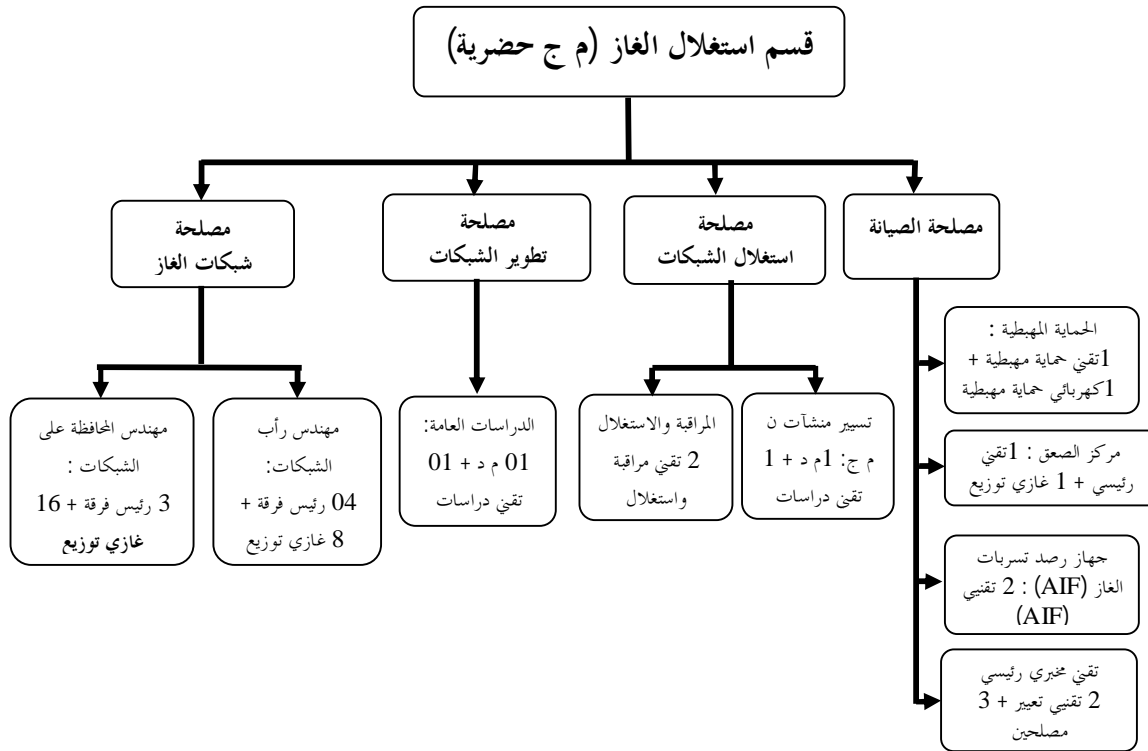 قسم استغلال الغاز (م ج حضرية)
مصلحة الصيانة
مصلحة
استغلال الشبكات
مصلحة
تطوير الشبكات
مصلحة
شبكات الغاز
الحماية المهبطية :
1تقني حماية مهبطية +
1كهربائي حماية مهبطية
مركز الصعق : 1تقني
رئيسي + 1 غازي توزيع
جهاز رصد تسربات
الغاز (AIF) : 2 تقنيي
(AIF)
تقني مخبري رئيسي
2 تقنيي تعيير + 3
مصلحين
تسيير منشآت ن
م ج: 1م د + 1
تقني دراسات
المراقبة والاستغلال
2 تقني مراقبة
واستغلال
الدراسات العامة:
01 م د + 01
تقني دراسات
مهندس رأب
الشبكات:
04 رئيس فرقة +
8 غازي توزيع
مهندس المحافظة على
الشبكات :
3 رئيس فرقة + 16
غازي توزيع